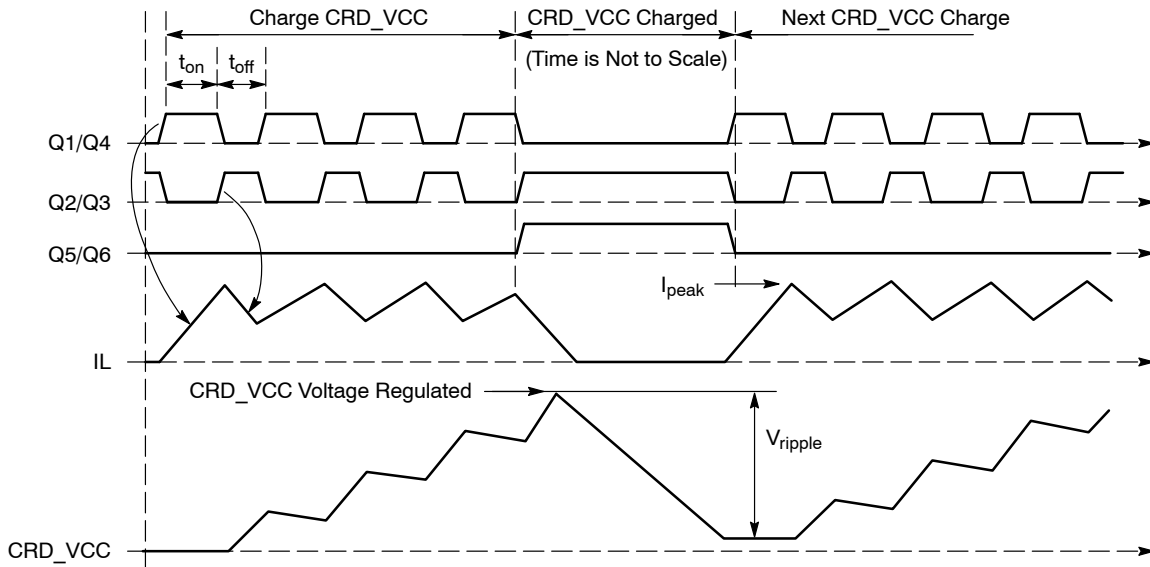 Charge CRD_VCC
CRD_VCC Charged
Next CRD_VCC Charge
ton
toff
(Time is Not to Scale)
Q1/Q4
Q2/Q3
Q5/Q6
Ipeak
IL
CRD_VCC Voltage Regulated
Vripple
CRD_VCC